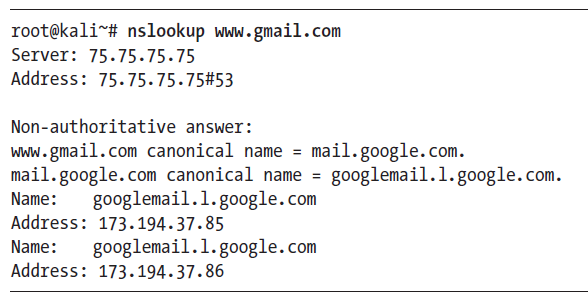 root@kali~# nslookup www.gmail.com
Server: 75.75.75.75
Address: 75.75.75.75#53
Non-authoritative answer:
www.gmail.com canonical name = mail.google.com.
mail.google.com canonical name = googlemail.l.google.com.
Name: googlemail.l.google.com
Address: 173.194.37.85
Name: googlemail.l.google.com
Address: 173.194.37.86